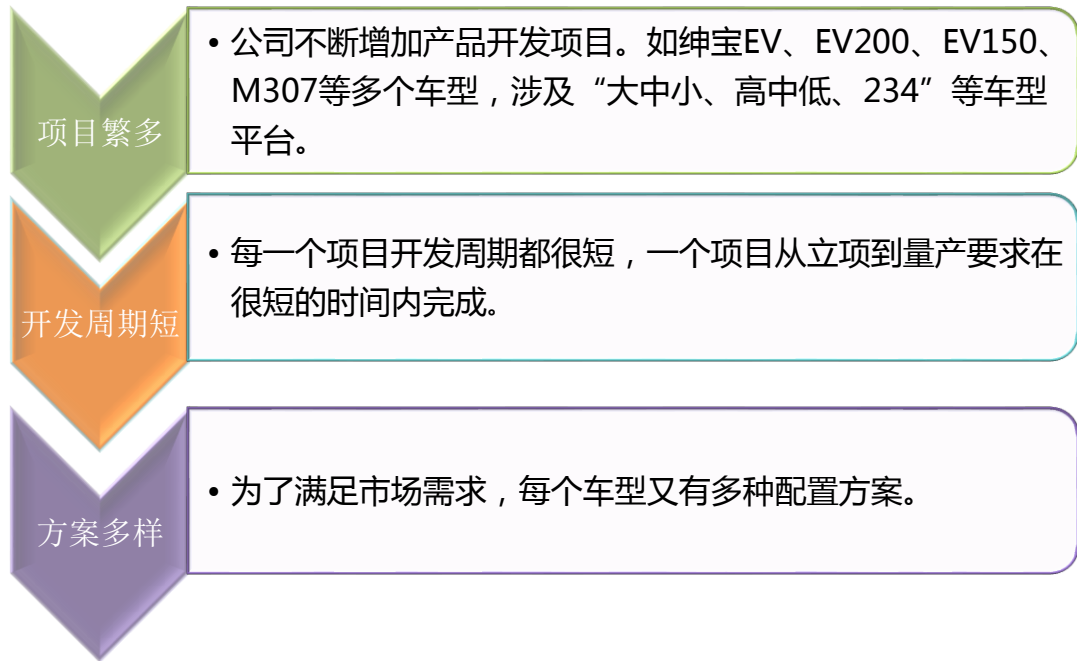 项目繁多
• 公司不断增加产品开发项目。如绅宝EV、EV200、EV150、
M307等多个车型，涉及“大中小、高中低、234”等车型
平台。
开发周期短
• 每一个项目开发周期都很短，一个项目从立项到量产要求在
很短的时间内完成。
方案多样
• 为了满足市场需求，每个车型又有多种配置方案。